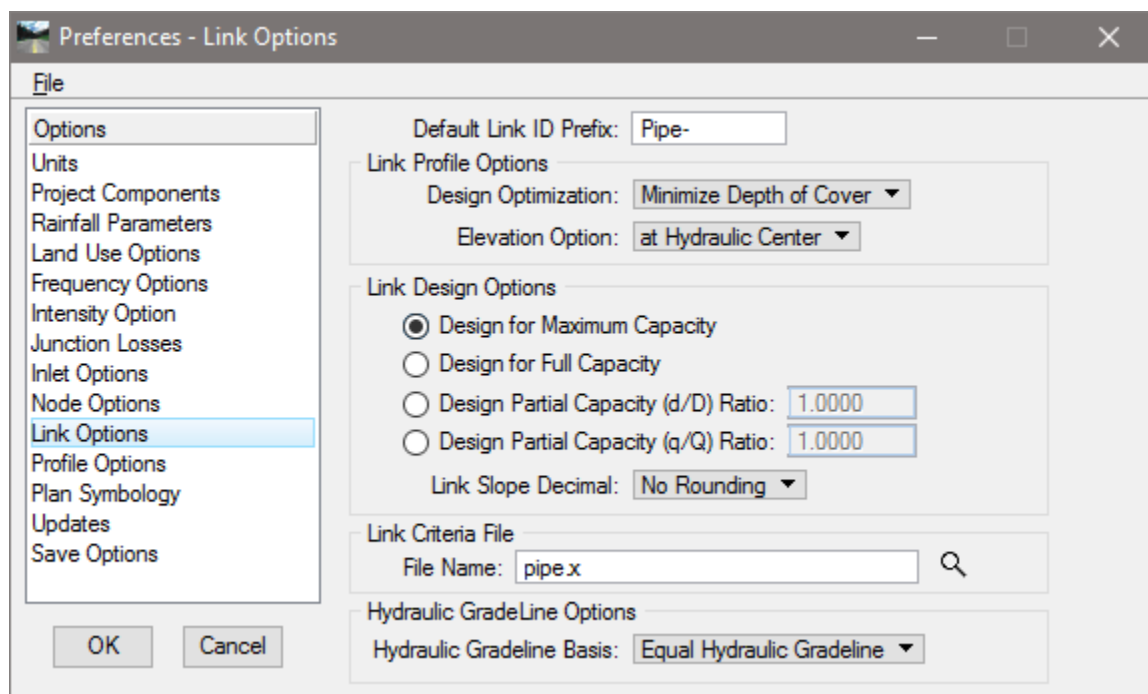 Preferences - Link Options
File
Options
Units
Project Components
Rainfall Parameters
Land Use Options
Frequency Options
Intensity Option
Junction Losses
Inlet Options
Node Options
Link Options
Profile Options
Plan Symbology
Updates
Save Options
OK Cancel
Default Link ID Prefix: Pipe-
Link Profile Options
Design Optimization: Minimize Depth of Cover
Elevation Option: at Hydraulic Center
Link Design Options
Design for Maximum Capacity
Design for Full Capacity
Design Partial Capacity (d/D) Ratio: 1.0000
Design Partial Capacity (q/Q) Ratio: 1.0000
Link Slope Decimal: No Rounding
Link Criteria File
File Name: pipe.x
Hydraulic GradeLine Options
Hydraulic Gradeline Basis: Equal Hydraulic Gradeline